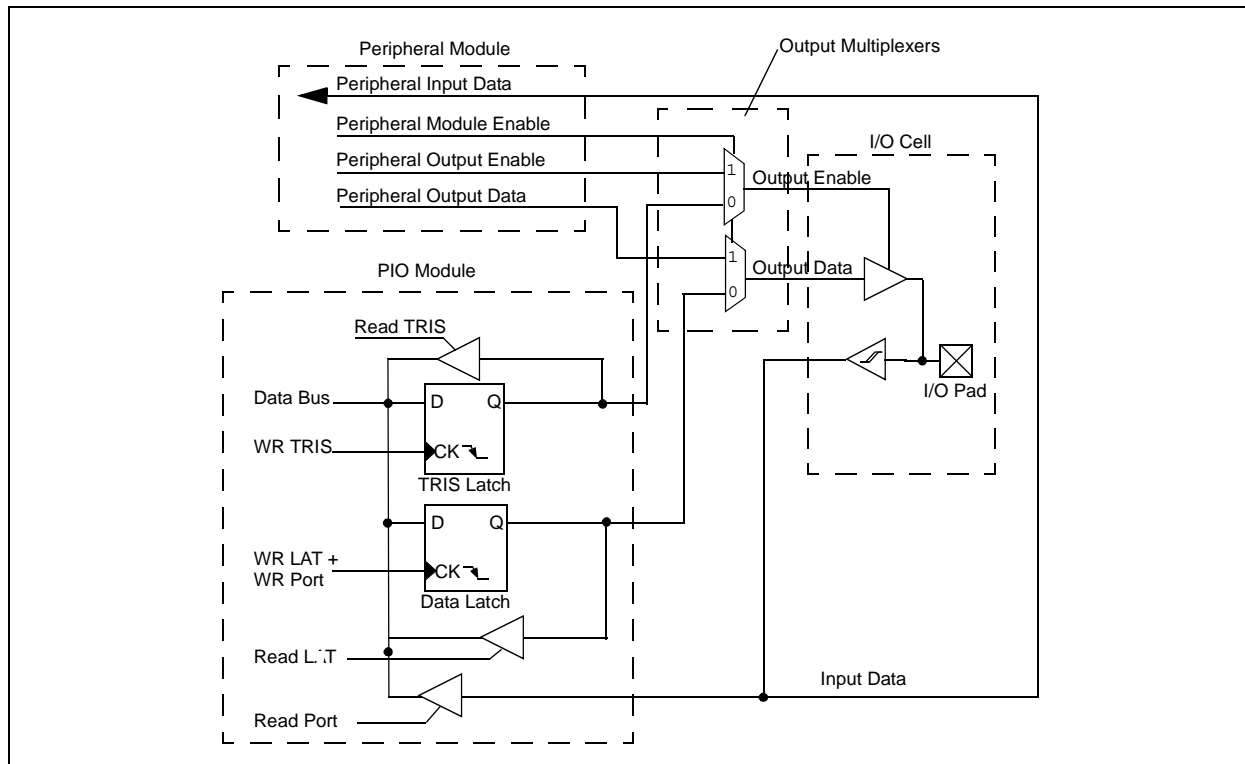 Output Multiplexers
Peripheral Module
Peripheral Input Data
Peripheral Module Enable
I/O Cell
Peripheral Output Enable
1
Output Enable
Peripheral Output Data
0
1
PIO Module
Output Data
0
Read TRIS
I/O Pad
Data Bus
D
Q
WR TRIS
CK
TRIS Latch
D
Q
WR LAT +
WR Port
CK
Data Latch
Read LAT
Input Data
Read Port